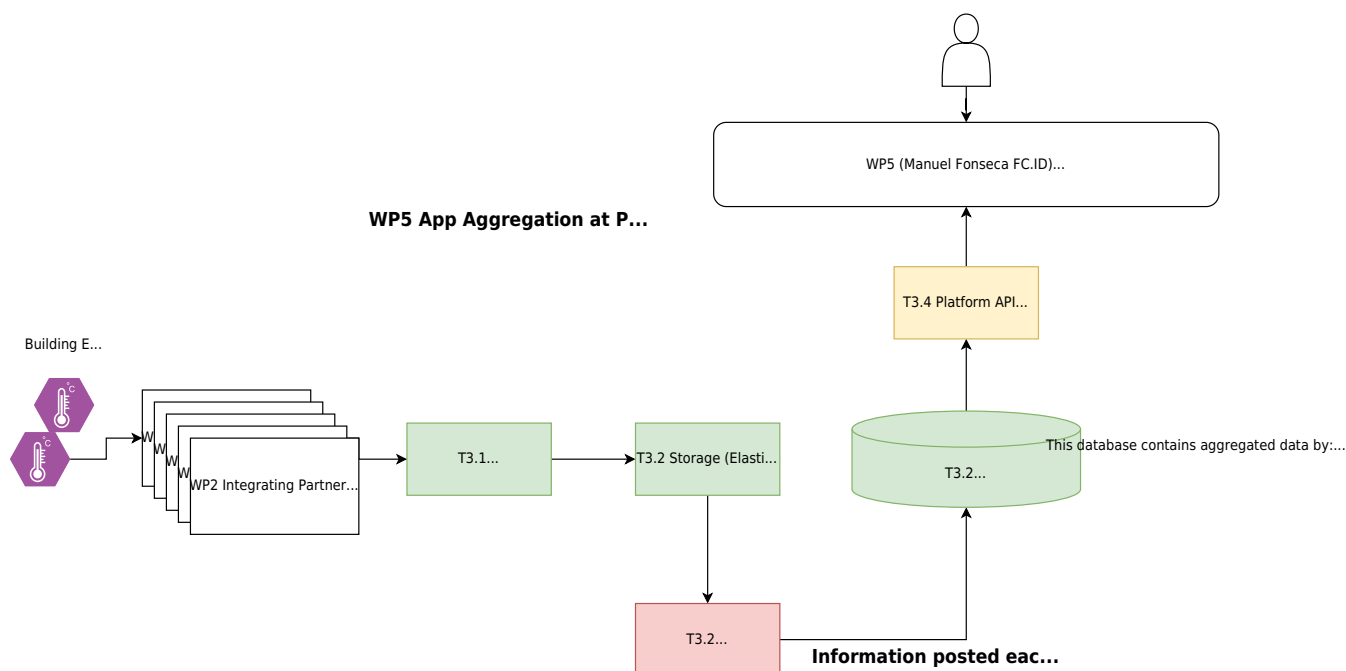 WP5 (Manuel Fonseca FC.ID)...
WP5 App Aggregation at P...
T3.4 Platform API...
Building E...
°C
°C
This database contains aggregated data by:...
W
W
W
W
WP2 Integrating Partner...
T3.1...
T3.2 Storage (Elasti...
T3.2...
T3.2...
Information posted eac...